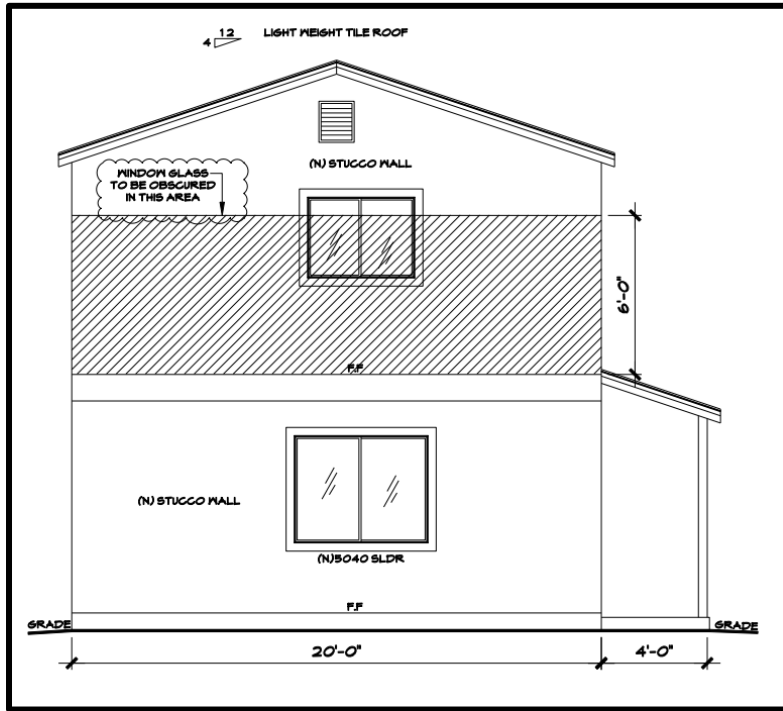 12
4
LIGHT WEIGHT TILE ROOF
(N) STUCCO WALL
WINDOW GLASS
TO BE OBSCURED
IN THIS AREA
6'-0"
F.F
(N) STUCCO WALL
(N)5040 SLDR
F.F
GRADE
GRADE
20'-0"
4'-0"